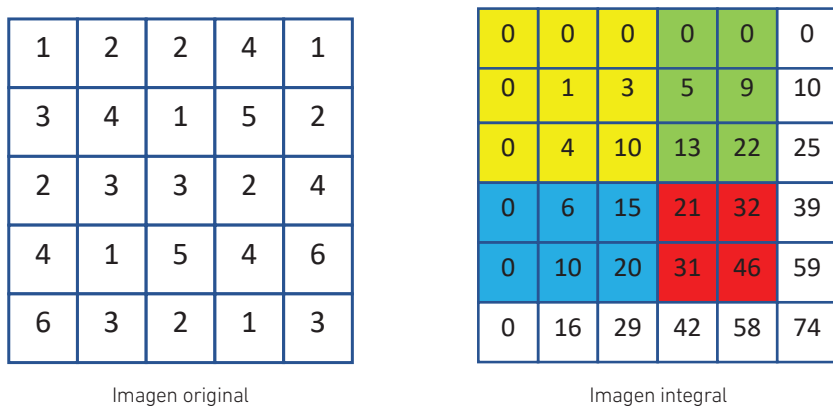 1 2 2 4 1
3 4 1 5 2
2 3 3 2 4
4 1 5 4 6
6 3 2 1 3
Imagen original
0 0 0 0 0 0
0 1 3 5 9 10
0 4 10 13 22 25
0 6 15 21 32 39
0 10 20 31 46 59
0 16 29 42 58 74
Imagen integral